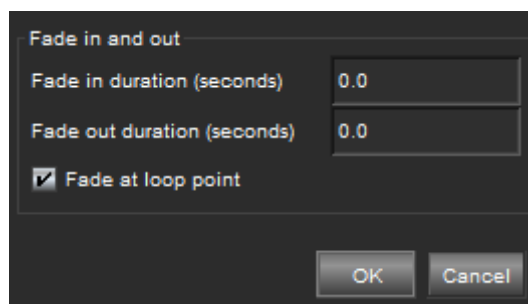 Fade in and out
Fade in duration (seconds) 0.0
Fade out duration (seconds) 0.0
Fade at loop point
OK Cancel